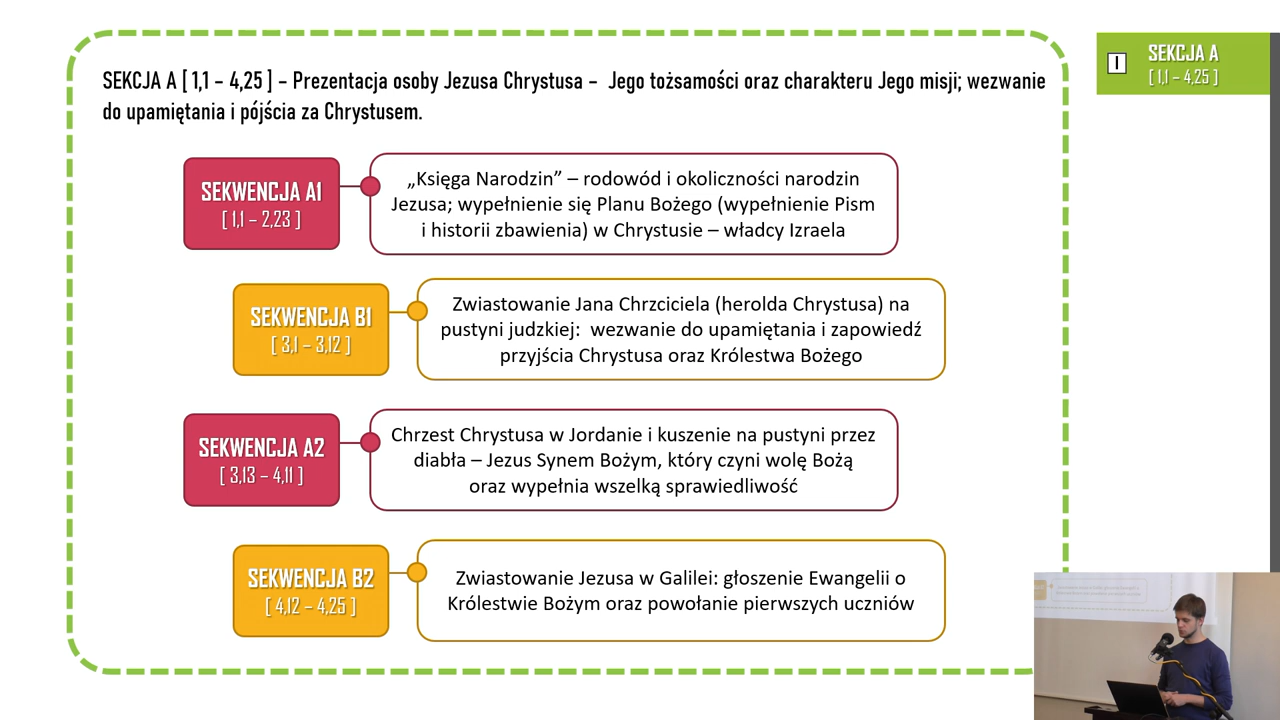 SEKCJA A [ 1,1 – 4,25 ] – Prezentacja osoby Jezusa Chrystusa – Jego tożsamości oraz charakteru Jego misji; wezwanie
do upamiętania i pójścia za Chrystusem.
I
SEKCJA A
[ 1,1 – 4,25 ]
SEKWENCJA A1
[ 1,1 – 2,23 ]
„Księga Narodzin” – rodowód i okoliczności narodzin
Jezusa; wypełnienie się Planu Bożego (wypełnienie Pism
i historii zbawienia) w Chrystusie – władcy Izraela
SEKWENCJA B1
[ 3,1 – 3,12 ]
Zwiastowanie Jana Chrzciciela (herolda Chrystusa) na
pustyni judzkiej: wezwanie do upamiętania i zapowiedź
przyjścia Chrystusa oraz Królestwa Bożego
SEKWENCJA A2
[ 3,13 – 4,11 ]
Chrzest Chrystusa w Jordanie i kuszenie na pustyni przez
diabła – Jezus Synem Bożym, który czyni wolę Bożą
oraz wypełnia wszelką sprawiedliwość
SEKWENCJA B2
[ 4,12 – 4,25 ]
Zwiastowanie Jezusa w Galilei: głoszenie Ewangelii o
Królestwie Bożym oraz powołanie pierwszych uczniów